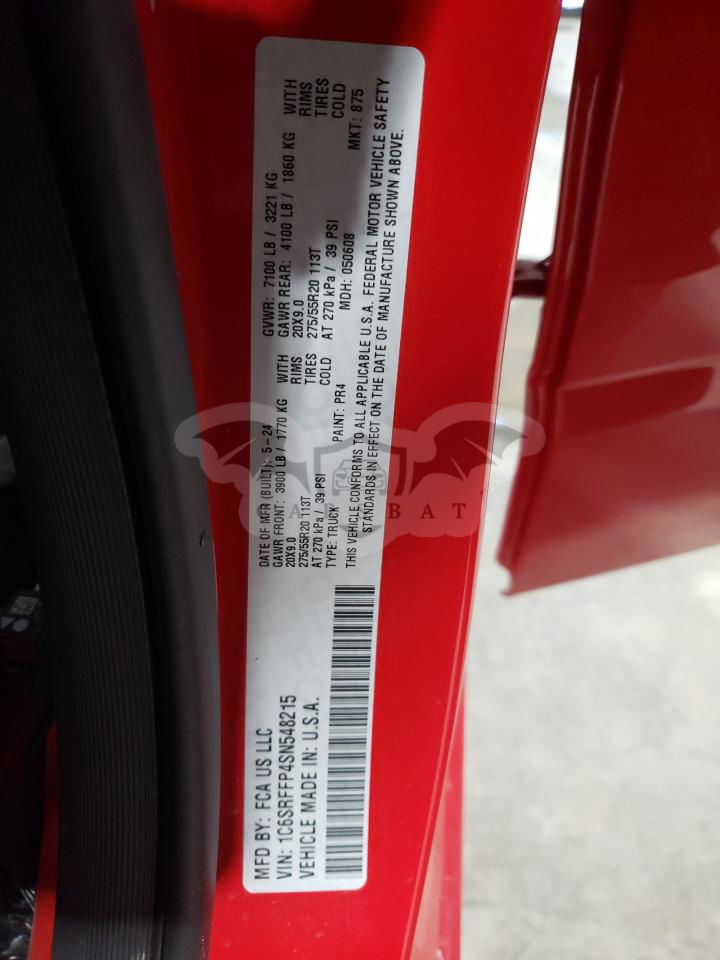 MFD BY: FCA US LLC
VIN: 1C6SRFFP4SN548215
VEHICLE MADE IN: U.S.A.
DATE OF MFR (BUILT): 5-24 GVWR: 7100 LB / 3221 KG
GAWR FRONT: 3900 LB / 1770 KG WITH GAWR REAR: 4100 LB / 1860 KG WITH
20X9.0 RIMS 20X9.0 RIMS
275/55R20 113T TIRES 275/55R20 113T TIRES
AT 270 kPa / 39 PSI COLD AT 270 kPa / 39 PSI COLD
TYPE: TRUCK PAINT: PR4 MDH: 050608 MKT: 875
THIS VEHICLE CONFORMS TO ALL APPLICABLE U.S.A. FEDERAL MOTOR VEHICLE SAFETY
STANDARDS IN EFFECT ON THE DATE OF MANUFACTURE SHOWN ABOVE.